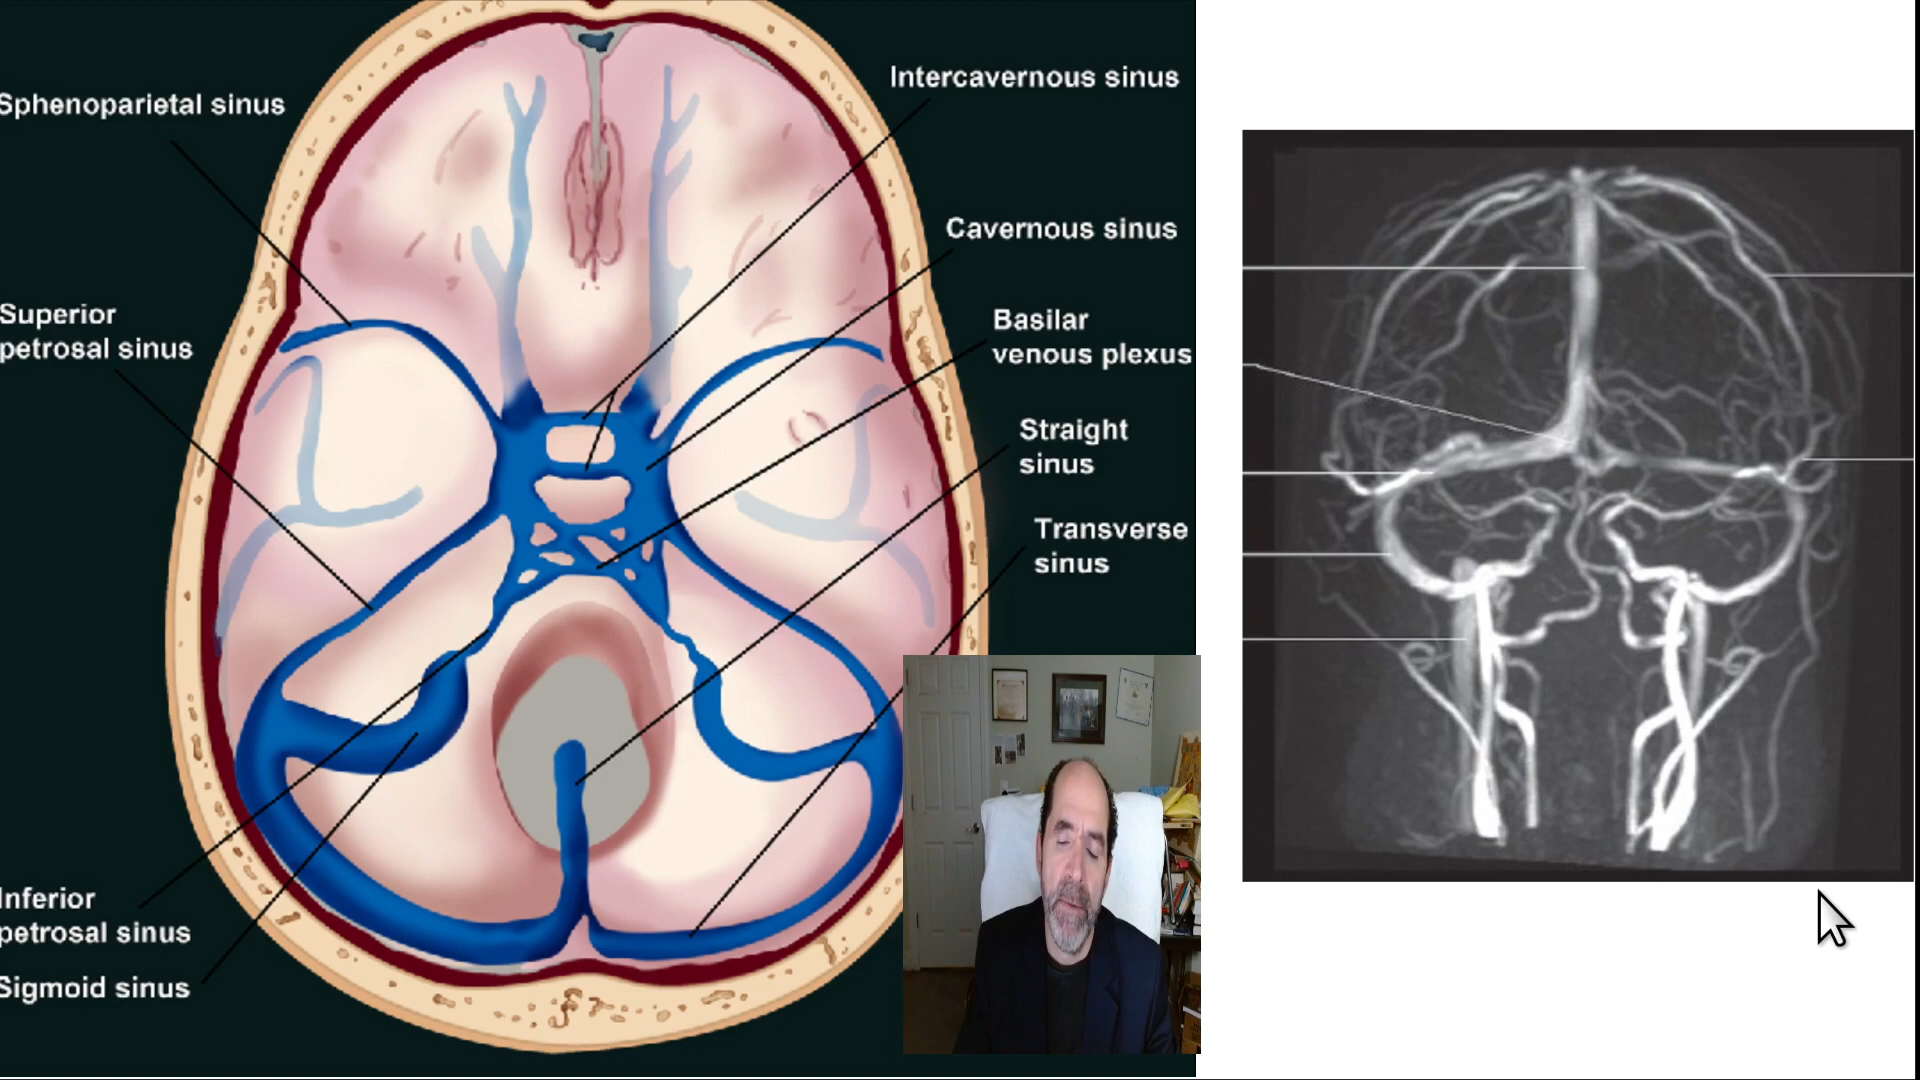 Sphenoparietal sinus
Superior
petrosal sinus
Inferior
petrosal sinus
Sigmoid sinus
Intercavernous sinus
Cavernous sinus
Basilar
venous plexus
Straight
sinus
Transverse
sinus